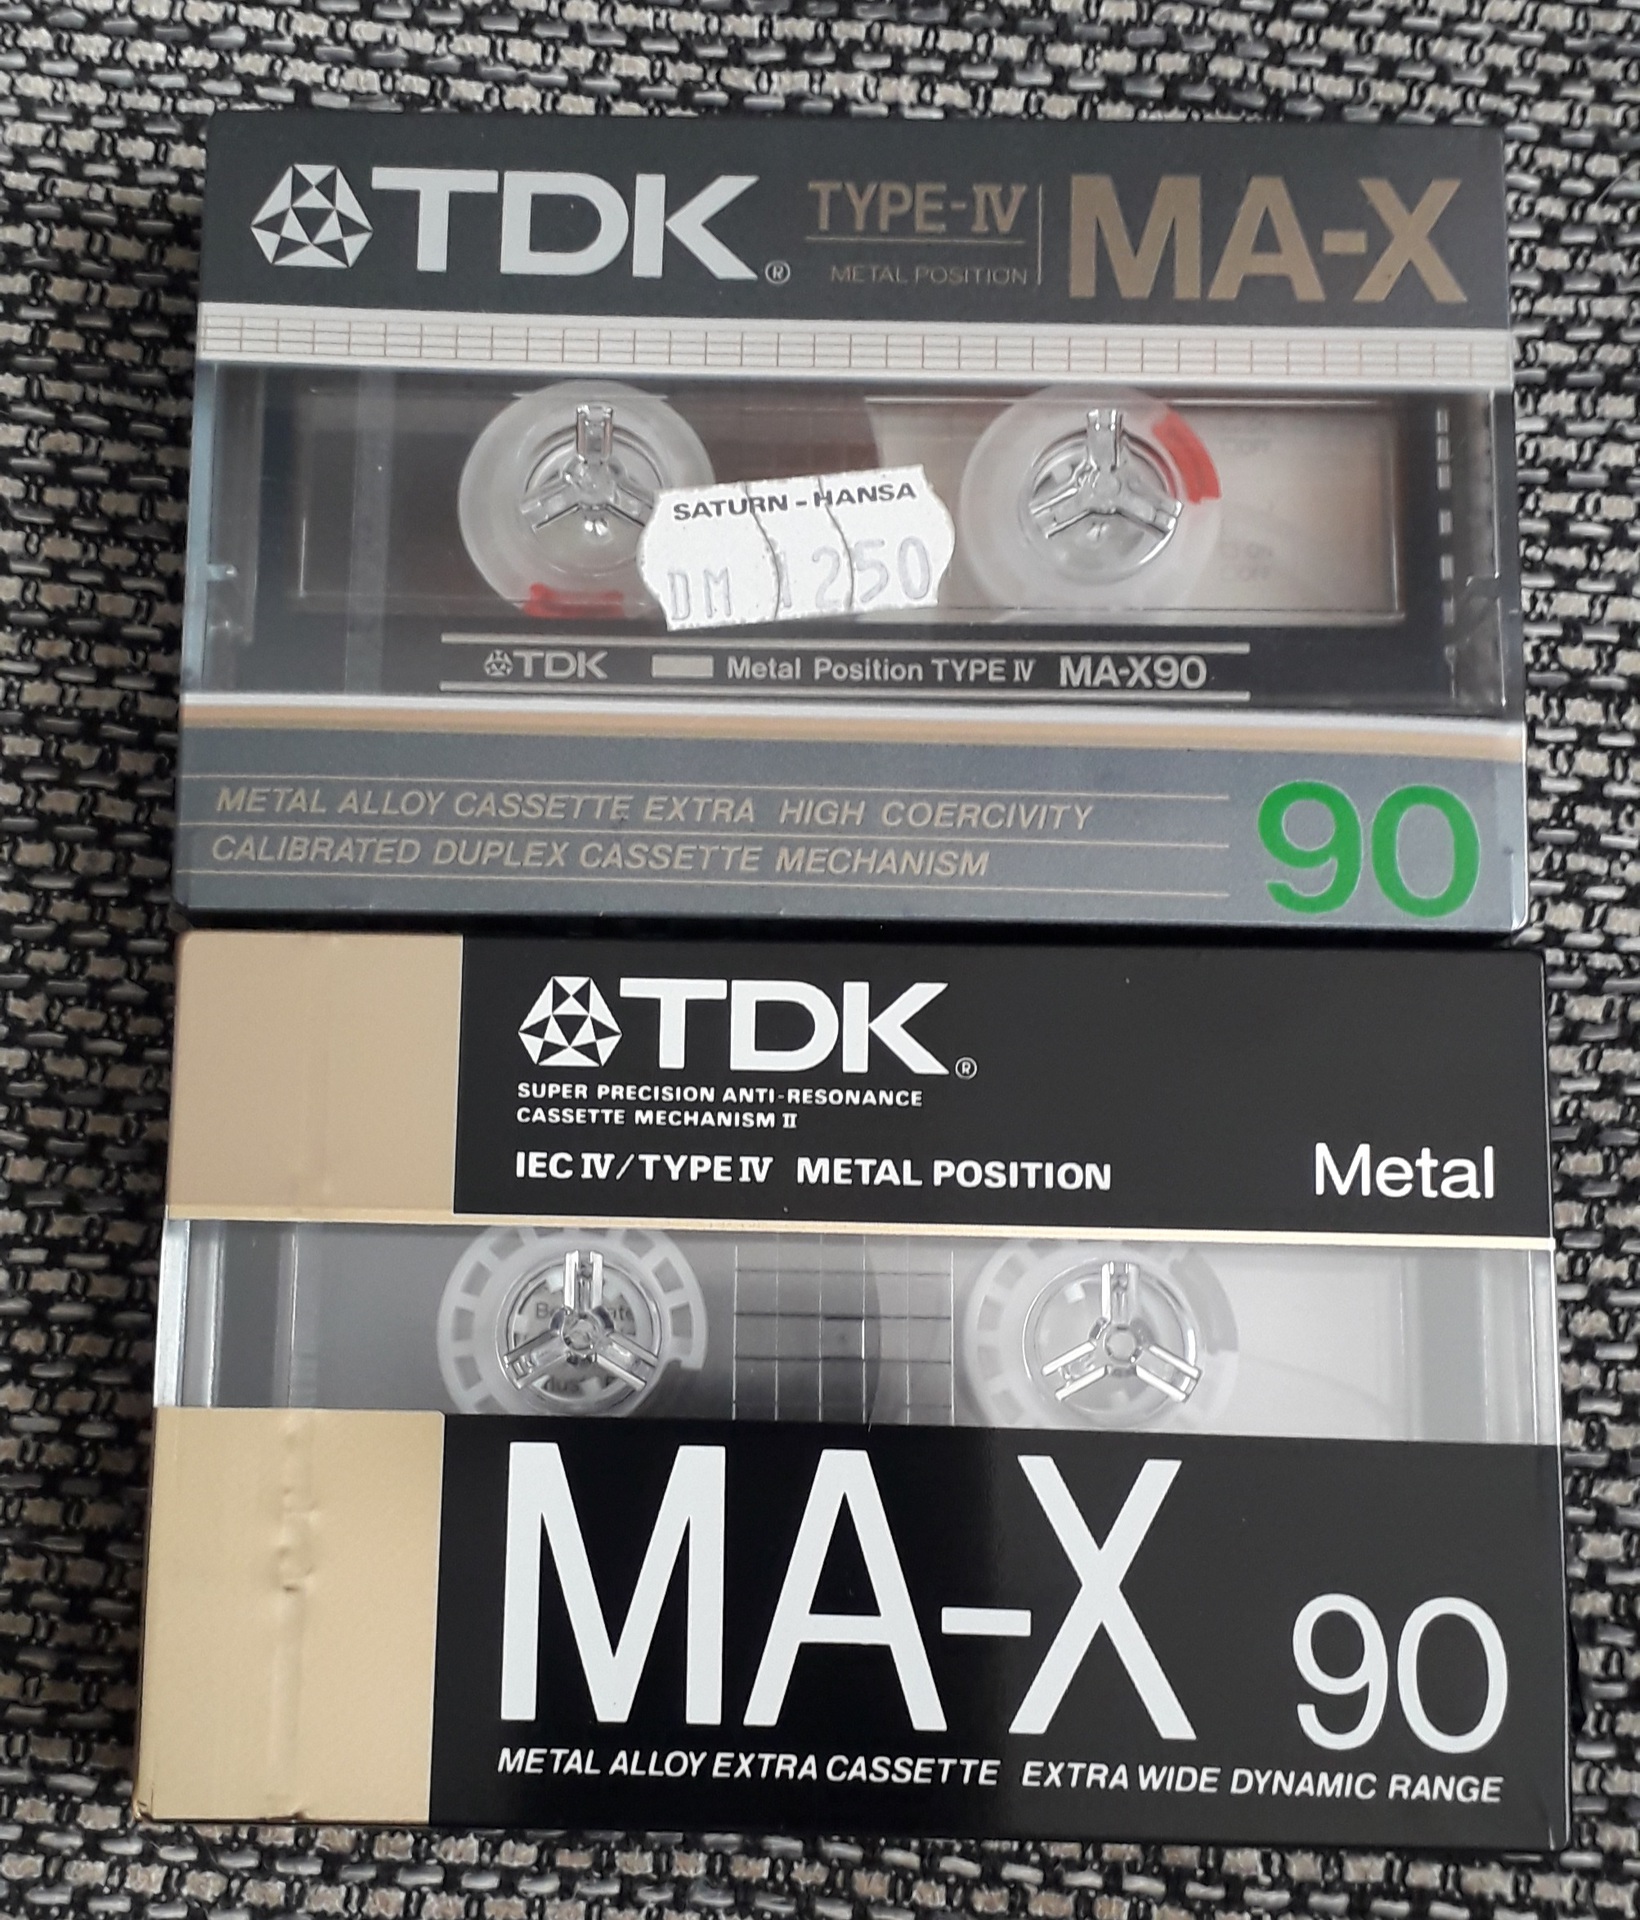 TDK® TYPE-IV MA-X
METAL POSITION
SATURN-HANSA
DM 1250
TDK Metal Position TYPE IV MA-X90
METAL ALLOY CASSETTE EXTRA HIGH COERCIVITY
CALIBRATED DUPLEX CASSETTE MECHANISM
90
TDK®
SUPER PRECISION ANTI-RESONANCE
CASSETTE MECHANISM II
IEC IV/TYPE IV METAL POSITION
Metal
MA-X 90
METAL ALLOY EXTRA CASSETTE EXTRA WIDE DYNAMIC RANGE